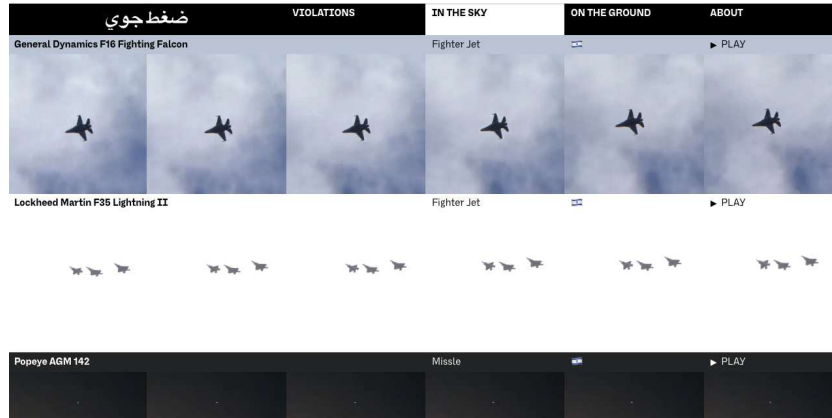 ضغط جوي VIOLATIONS IN THE SKY ON THE GROUND ABOUT
General Dynamics F16 Fighting Falcon Fighter Jet ▶ PLAY
Lockheed Martin F35 Lightning II Fighter Jet ▶ PLAY
Popeye AGM 142 Missle ▶ PLAY